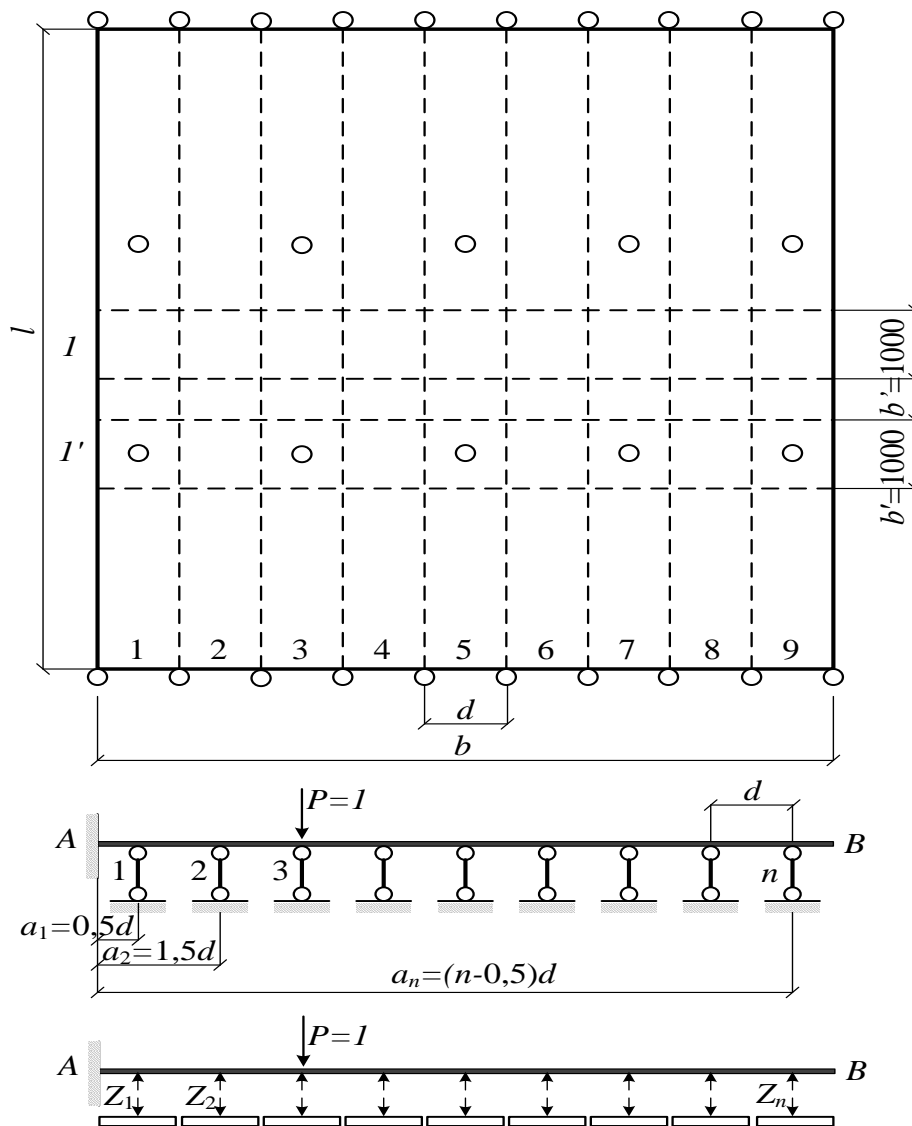 l
1
1'
b'=1000
b'=1000
1 2 3 4 5 6 7 8 9
d
b
P=1
d
A
B
1 2 3 n
a1=0,5d
a2=1,5d
an=(n-0,5)d
P=1
A
B
Z1 Z2 Zn